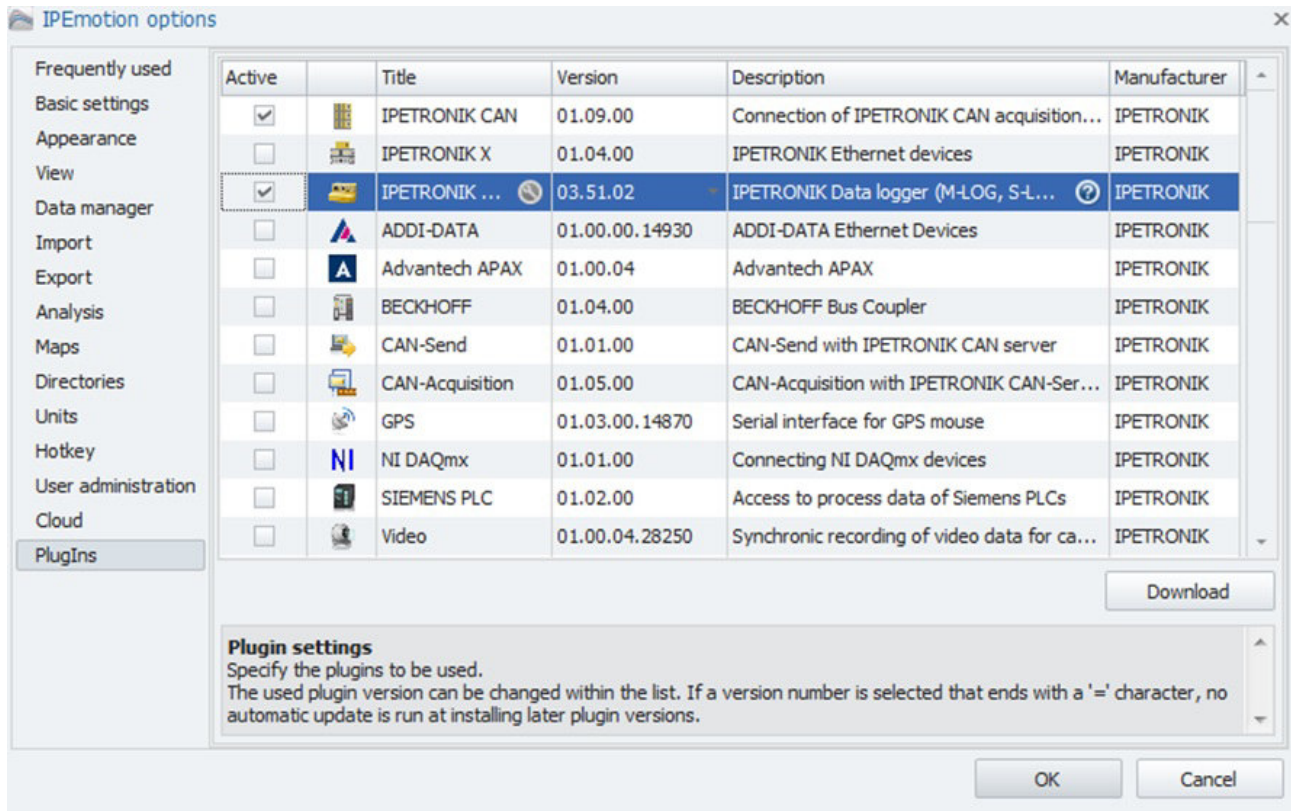 IPEmotion options
Frequently used
Basic settings
Appearance
View
Data manager
Import
Export
Analysis
Maps
Directories
Units
Hotkey
User administration
Cloud
PlugIns
Active Title Version Description Manufacturer
IPETRONIK CAN 01.09.00 Connection of IPETRONIK CAN acquisition... IPETRONIK
IPETRONIK X 01.04.00 IPETRONIK Ethernet devices IPETRONIK
IPETRONIK ... 03.51.02 IPETRONIK Data logger (M-LOG, S-L... IPETRONIK
ADDI-DATA 01.00.00.14930 ADDI-DATA Ethernet Devices IPETRONIK
A Advantech APAX 01.00.04 Advantech APAX IPETRONIK
BECKHOFF 01.04.00 BECKHOFF Bus Coupler IPETRONIK
CAN-Send 01.01.00 CAN-Send with IPETRONIK CAN server IPETRONIK
CAN-Acquisition 01.05.00 CAN-Acquisition with IPETRONIK CAN-Ser... IPETRONIK
GPS 01.03.00.14870 Serial interface for GPS mouse IPETRONIK
NI NI DAQmx 01.01.00 Connecting NI DAQmx devices IPETRONIK
SIEMENS PLC 01.02.00 Access to process data of Siemens PLCs IPETRONIK
Video 01.00.04.28250 Synchronic recording of video data for ca... IPETRONIK
Download
Plugin settings
Specify the plugins to be used.
The used plugin version can be changed within the list. If a version number is selected that ends with a '=' character, no
automatic update is run at installing later plugin versions.
OK Cancel